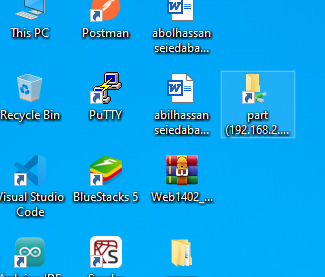 This PC
Postman
abolhassan
seiedaba...
Recycle Bin
PuTTY
abilhassan
seiedaba...
part
(192.168.2....
Visual Studio
Code
BlueStacks 5
Web1402_...